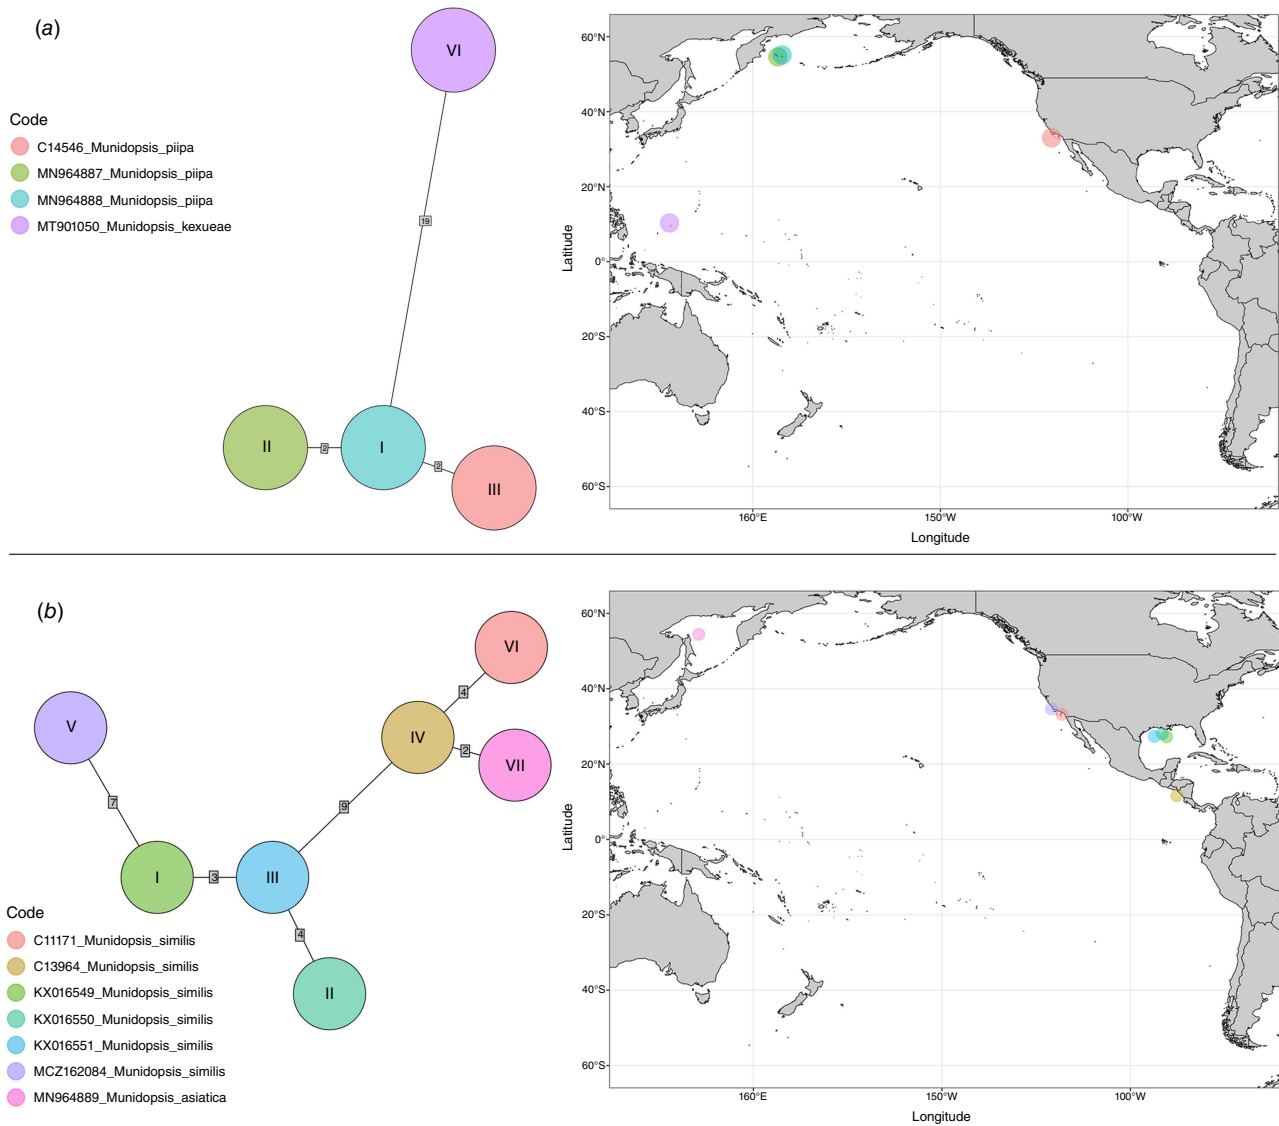 (a)
VI
Code
C14546_Munidopsis_piipa
MN964887_Munidopsis_piipa
MN964888_Munidopsis_piipa
MT901050_Munidopsis_kexueae
19
II
2
I
2
III
60°N
40°N
20°N
0°
20°S
40°S
60°S
Latitude
160°E
150°W
100°W
Longitude
(b)
VI
4
V
IV
2
VII
7
9
I
3
III
4
II
Code
C11171_Munidopsis_similis
C13964_Munidopsis_similis
KX016549_Munidopsis_similis
KX016550_Munidopsis_similis
KX016551_Munidopsis_similis
MCZ162084_Munidopsis_similis
MN964889_Munidopsis_asiatica
60°N
40°N
20°N
0°
20°S
40°S
60°S
Latitude
160°E
150°W
100°W
Longitude